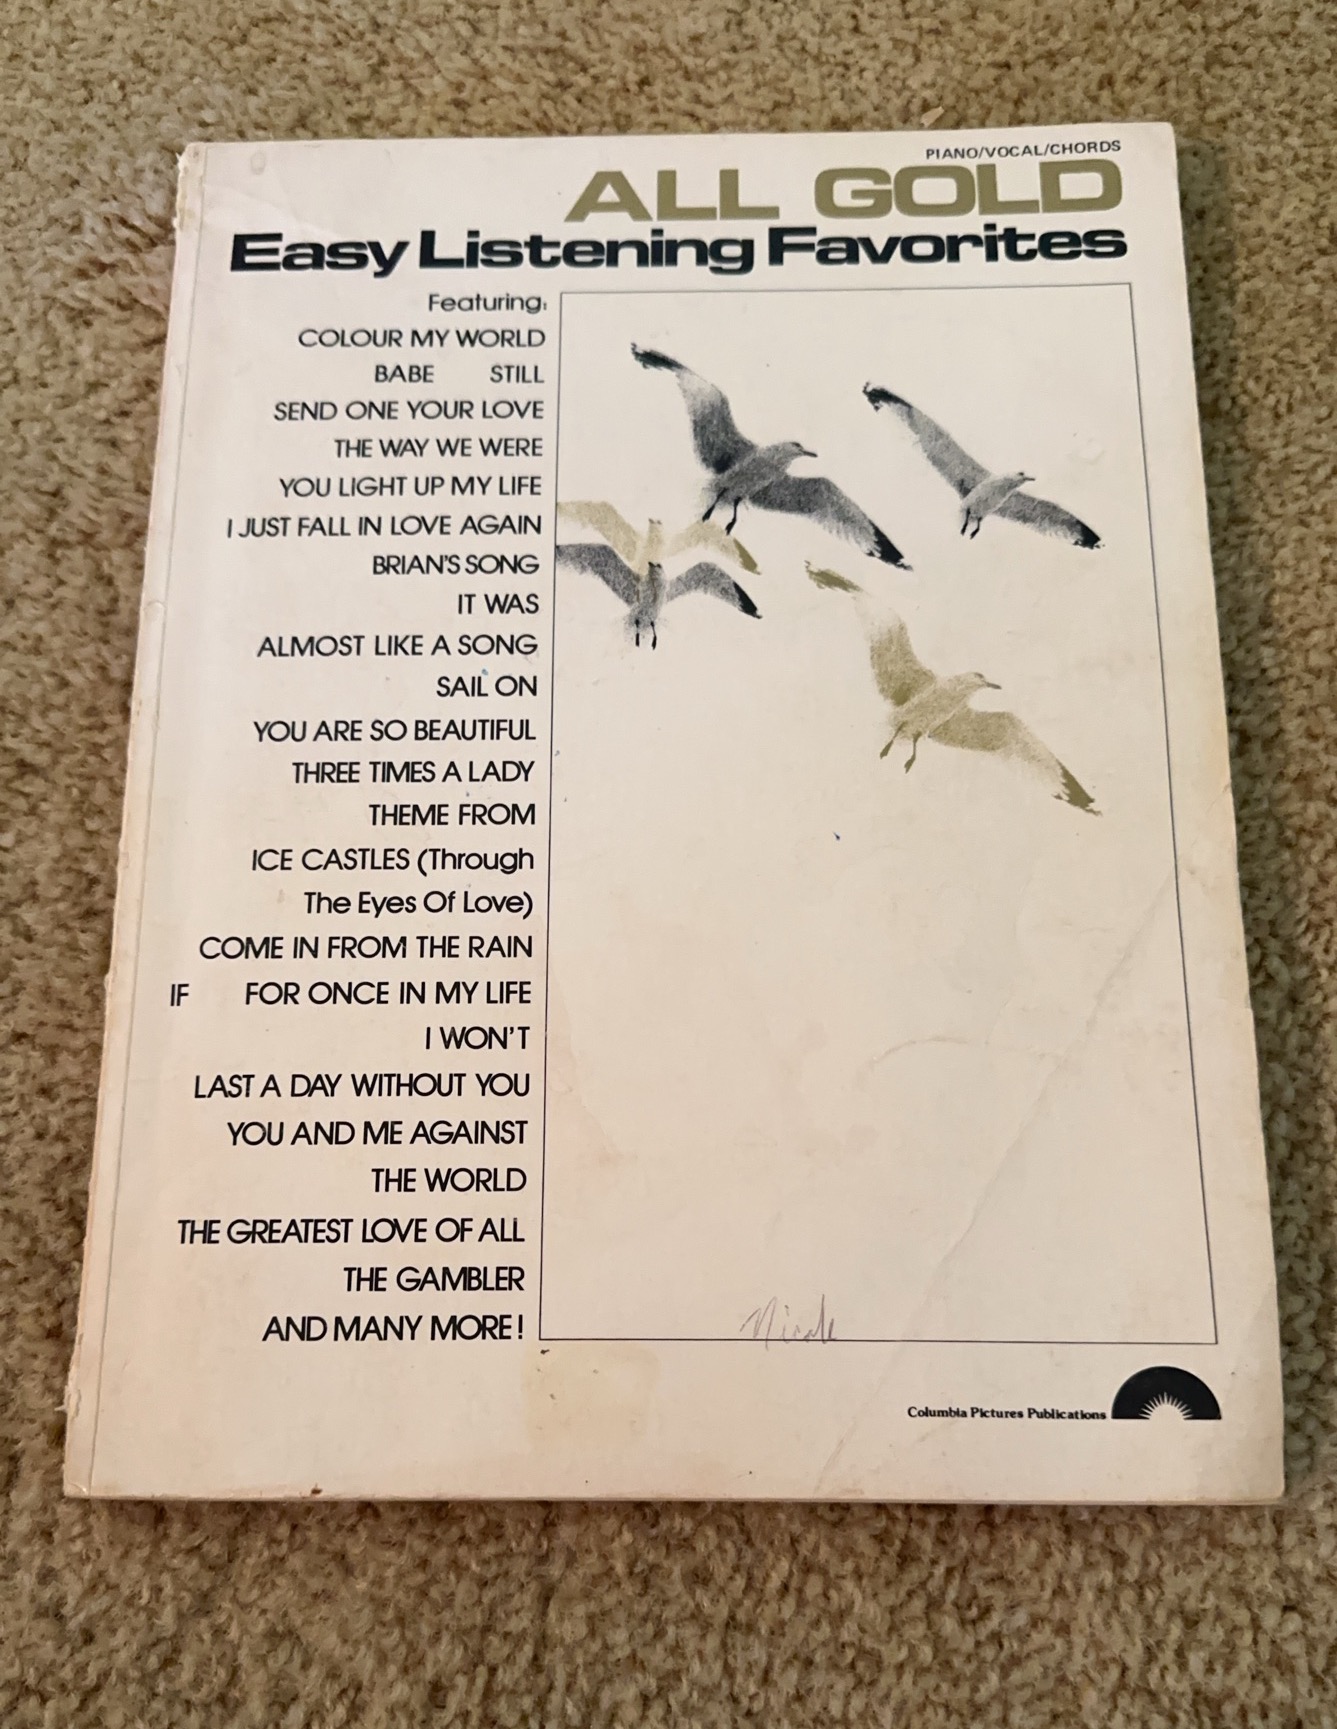 PIANO/VOCAL/CHORDS
ALL GOLD
Easy Listening Favorites
Featuring:
COLOUR MY WORLD
BABE STILL
SEND ONE YOUR LOVE
THE WAY WE WERE
YOU LIGHT UP MY LIFE
I JUST FALL IN LOVE AGAIN
BRIAN'S SONG
IT WAS
ALMOST LIKE A SONG
SAIL ON
YOU ARE SO BEAUTIFUL
THREE TIMES A LADY
THEME FROM
ICE CASTLES (Through
The Eyes Of Love)
COME IN FROM THE RAIN
IF FOR ONCE IN MY LIFE
I WON'T
LAST A DAY WITHOUT YOU
YOU AND ME AGAINST
THE WORLD
THE GREATEST LOVE OF ALL
THE GAMBLER
AND MANY MORE!
Nicole
Columbia Pictures Publications